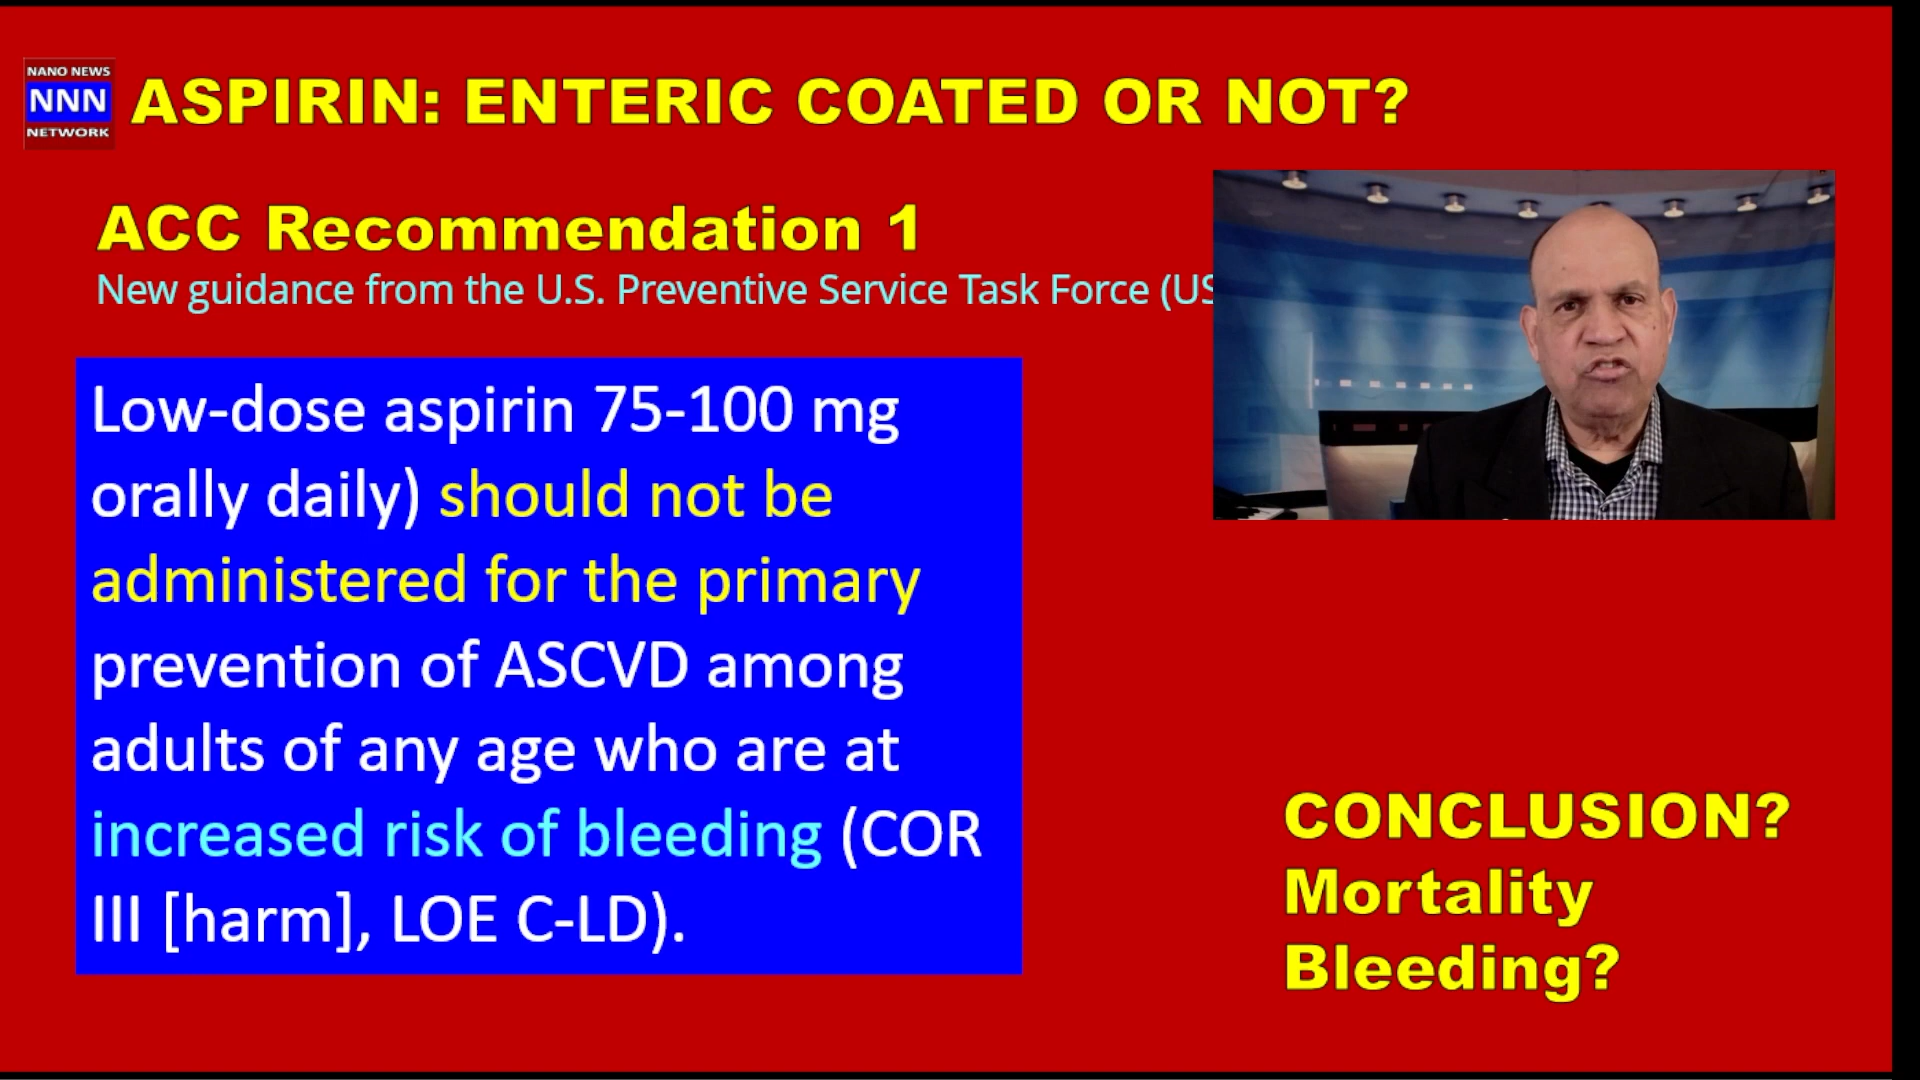 NANO NEWS
NNN
NETWORK
ASPIRIN: ENTERIC COATED OR NOT?
ACC Recommendation 1
New guidance from the U.S. Preventive Service Task Force (US
Low-dose aspirin 75-100 mg
orally daily) should not be
administered for the primary
prevention of ASCVD among
adults of any age who are at
increased risk of bleeding (COR
III [harm], LOE C-LD).
CONCLUSION?
Mortality
Bleeding?